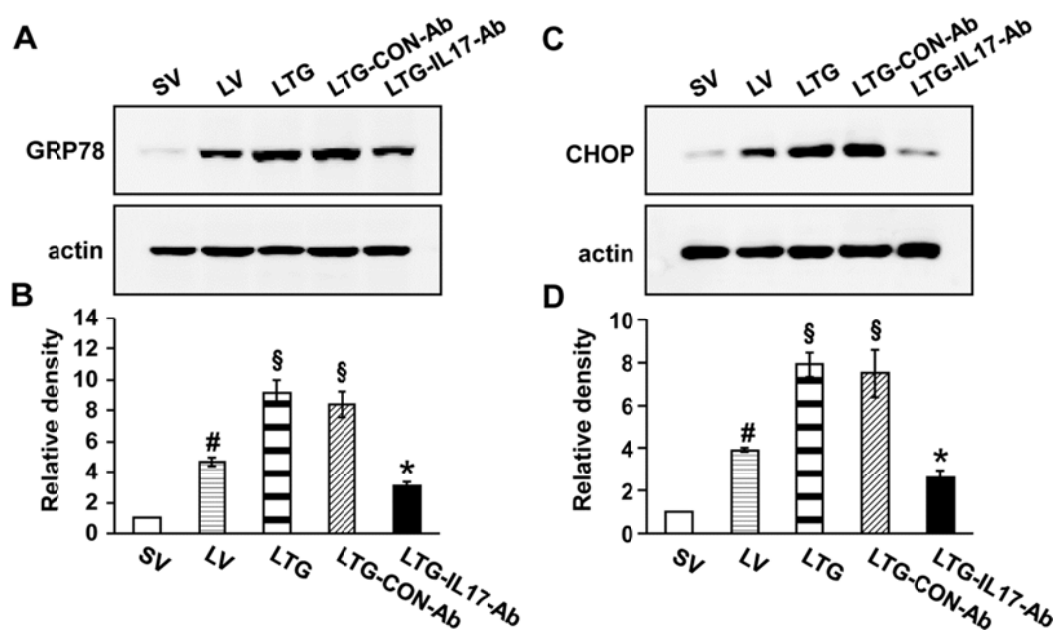 A
SV LV LTG LTG-CON-Ab LTG-IL17-Ab
GRP78
actin
B
Relative density
14
12
10
8
6
4
2
0
# § § *
SV LV LTG LTG-CON-Ab LTG-IL17-Ab
C
SV LV LTG LTG-CON-Ab LTG-IL17-Ab
CHOP
actin
D
Relative density
10
8
6
4
2
0
# § § *
SV LV LTG LTG-CON-Ab LTG-IL17-Ab